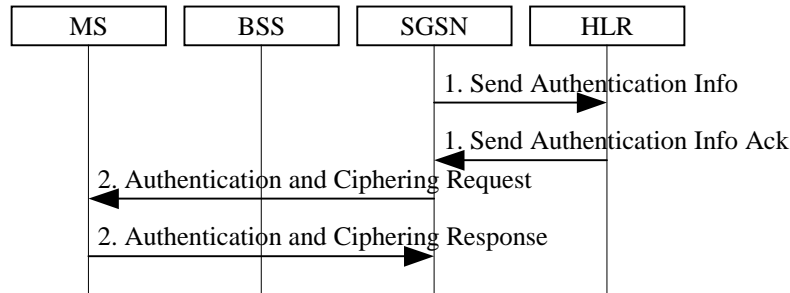 MS BSS SGSN HLR
1. Send Authentication Info
1. Send Authentication Info Ack
2. Authentication and Ciphering Request
2. Authentication and Ciphering Response